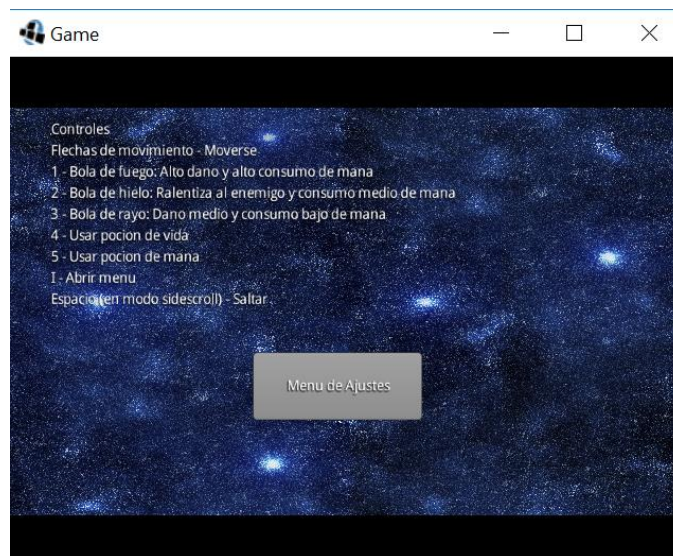 Game
Controles
Flechas de movimiento - Moverse
1 - Bola de fuego: Alto dano y alto consumo de mana
2 - Bola de hielo: Ralentiza al enemigo y consumo medio de mana
3 - Bola de rayo: Dano medio y consumo bajo de mana
4 - Usar pocion de vida
5 - Usar pocion de mana
I - Abrir menu
Espacio (en modo sidescroll) - Saltar
Menu de Ajustes